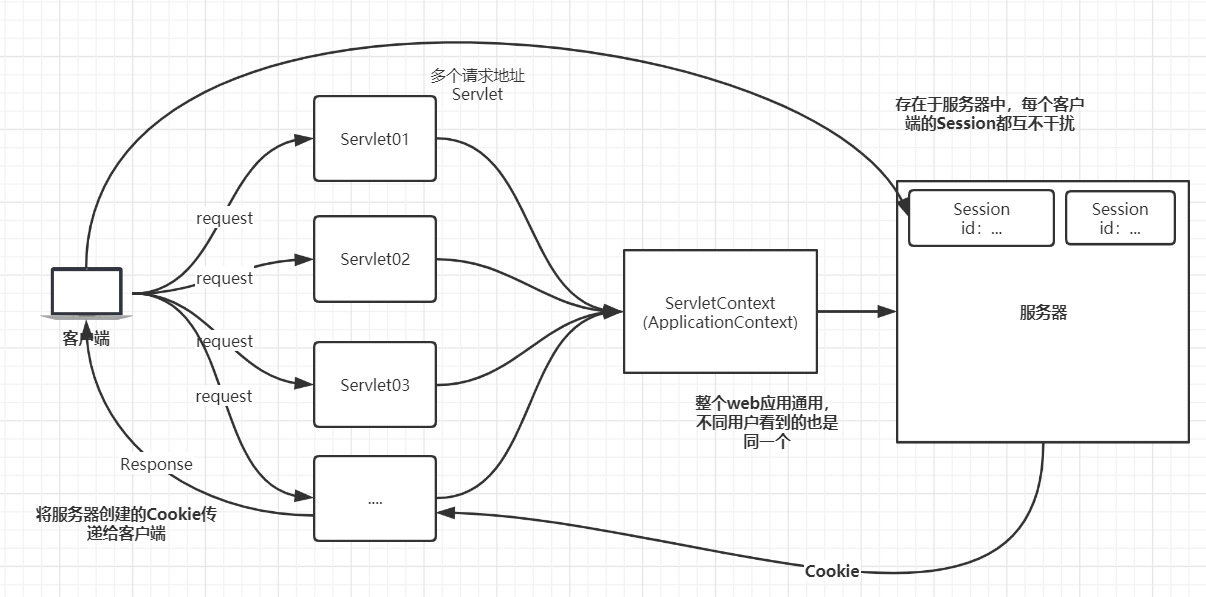 多个请求地址
Servlet
存在于服务器中，每个客户
端的Session都互不干扰
Servlet01
request
Servlet02
request
Session
id：...
Session
id：...
ServletContext
(ApplicationContext)
服务器
客户端
request
Servlet03
request
整个web应用通用，
不同用户看到的也是
同一个
Response
....
将服务器创建的Cookie传
递给客户端
Cookie